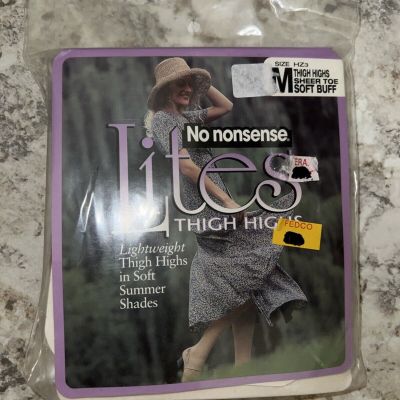 SIZE HZ3
M THIGH HIGHS
SHEER TOE
SOFT BUFF
No nonsense
Lites
THIGH HIGHS
ERA
FEDCO
Lightweight
Thigh Highs
in Soft
Summer
Shades